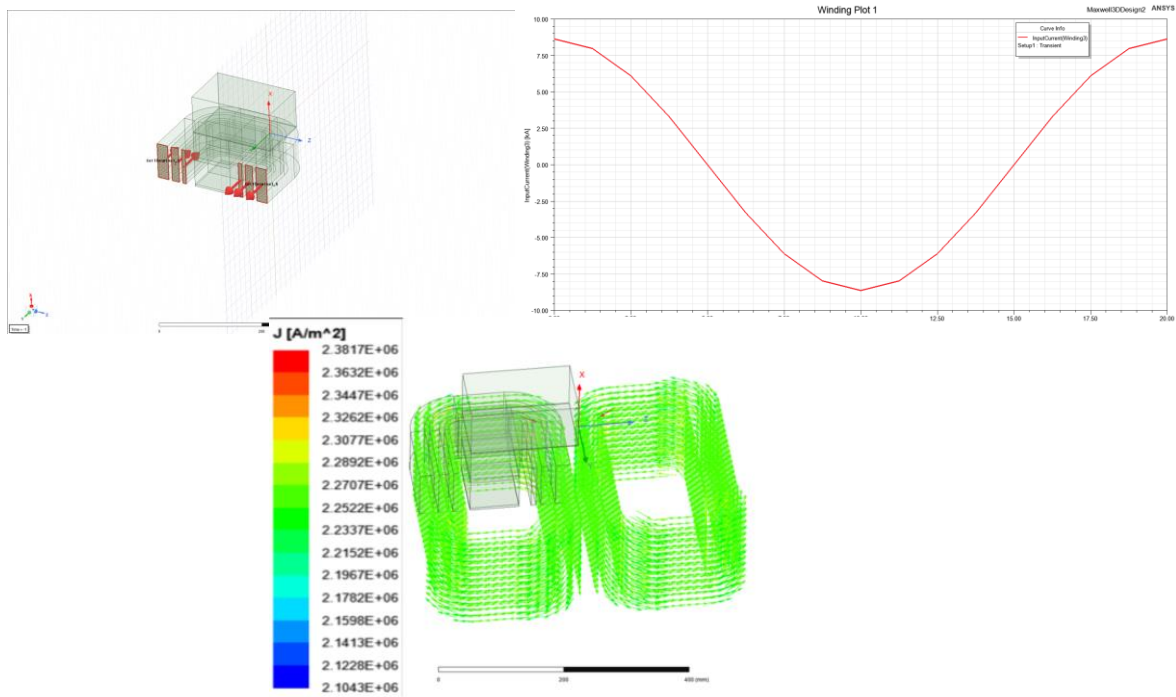 X
Z
0
200
Winding Plot 1
Maxwell3DDesign2 ANSYS
Curve Info
InputCurrent(Winding3)
Setup1 : Transient
InputCurrent(Winding3) [kA]
10.00
7.50
5.00
2.50
0.00
-2.50
-5.00
-7.50
-10.00
12.50
15.00
17.50
20.00
J [A/m^2]
2.3817E+06
2.3632E+06
2.3447E+06
2.3262E+06
2.3077E+06
2.2892E+06
2.2707E+06
2.2522E+06
2.2337E+06
2.2152E+06
2.1967E+06
2.1782E+06
2.1598E+06
2.1413E+06
2.1228E+06
2.1043E+06
X
Z
0 200 400 (mm)